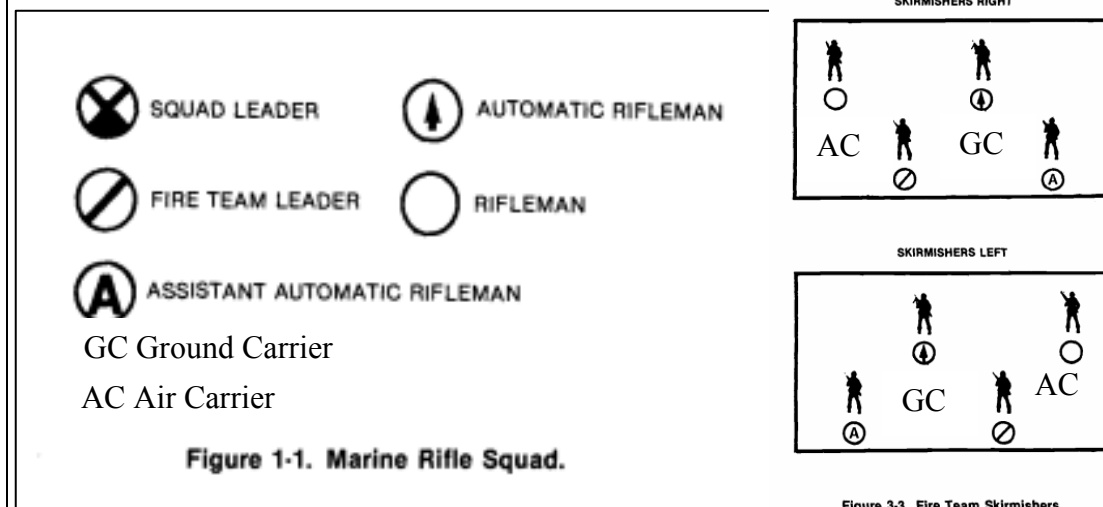 SQUAD LEADER
AUTOMATIC RIFLEMAN
FIRE TEAM LEADER
RIFLEMAN
A ASSISTANT AUTOMATIC RIFLEMAN
GC Ground Carrier
AC Air Carrier
Figure 1-1. Marine Rifle Squad.
SKIRMISHERS RIGHT
AC
GC
A
SKIRMISHERS LEFT
GC
AC
A
Figure 3-3. Fire Team Skirmishers